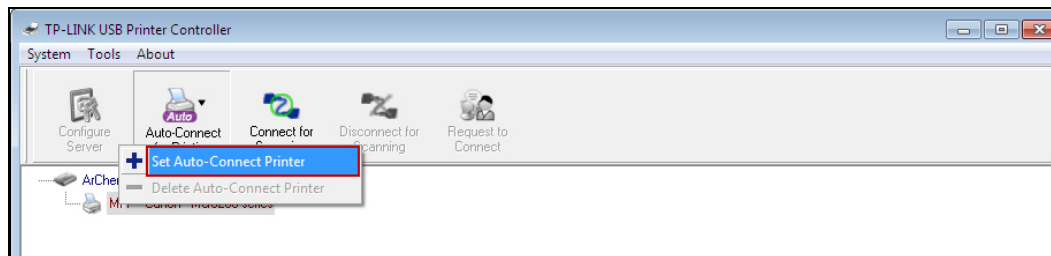 TP-LINK USB Printer Controller
System Tools About
Auto
Configure Server
Auto-Connect
Connect for
Disconnect for Scanning
Request to Connect
Set Auto-Connect Printer
Delete Auto-Connect Printer